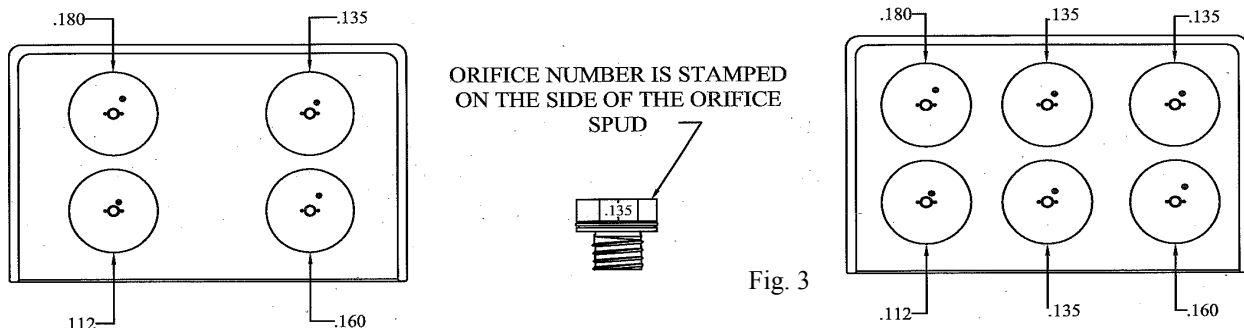 .180
.135
.112
.160
ORIFICE NUMBER IS STAMPED
ON THE SIDE OF THE ORIFICE
SPUD
.135
Fig. 3
.180
.135
.135
.112
.135
.160